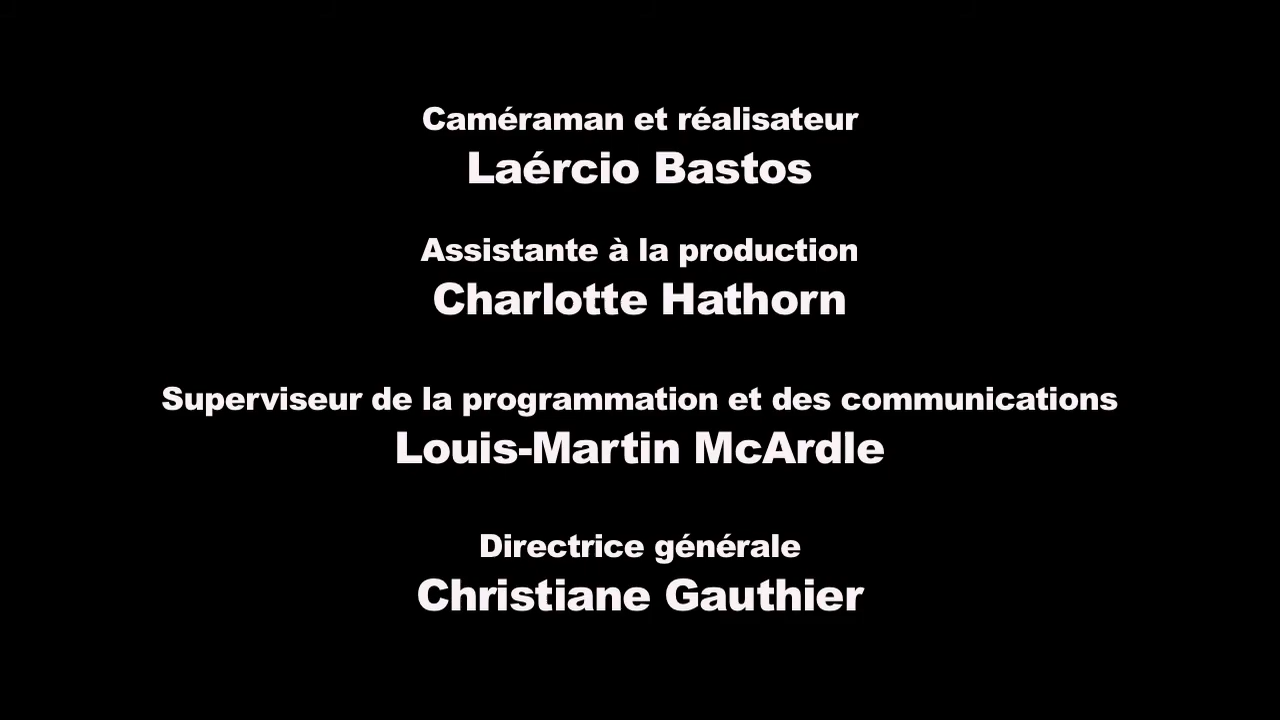 Caméraman et réalisateur
Laércio Bastos
Assistante à la production
Charlotte Hathorn
Superviseur de la programmation et des communications
Louis-Martin McArdle
Directrice générale
Christiane Gauthier